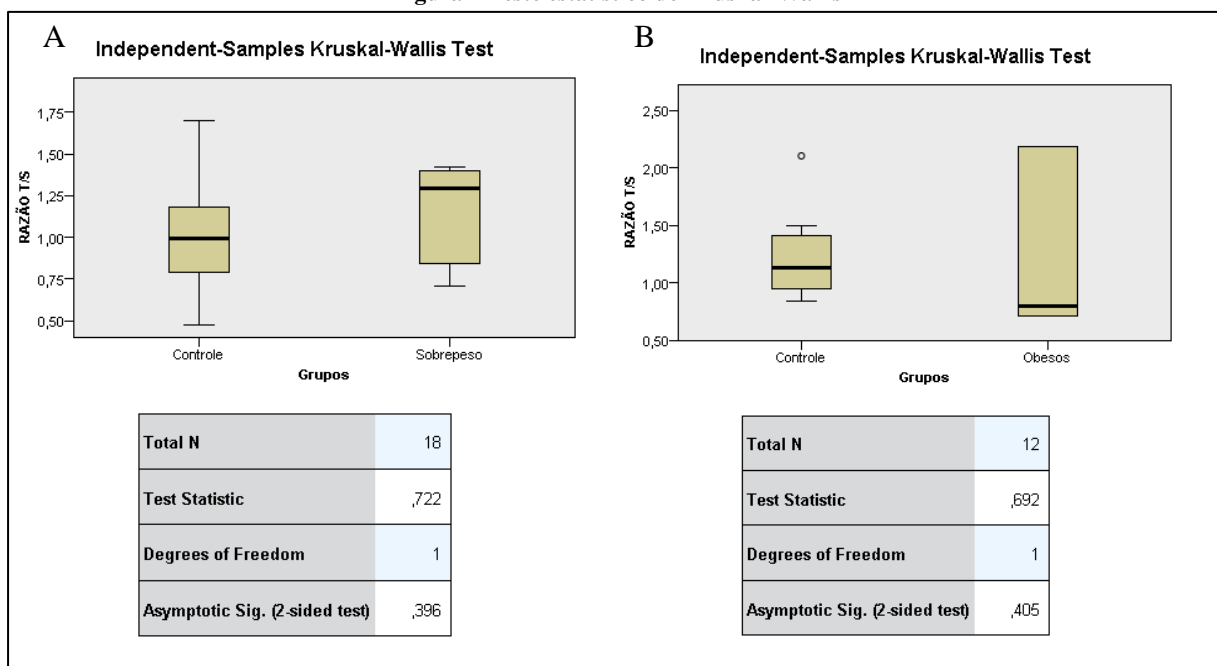 A
Independent-Samples Kruskal-Wallis Test
1,75
1,50
1,25
1,00
0,75
0,50
RAZÃO T/S
Controle
Sobrepeso
Grupos
Total N 18
Test Statistic ,722
Degrees of Freedom 1
Asymptotic Sig. (2-sided test) ,396
B
Independent-Samples Kruskal-Wallis Test
2,50
2,00
1,50
1,00
0,50
RAZÃO T/S
Controle
Obesos
Grupos
Total N 12
Test Statistic ,692
Degrees of Freedom 1
Asymptotic Sig. (2-sided test) ,405